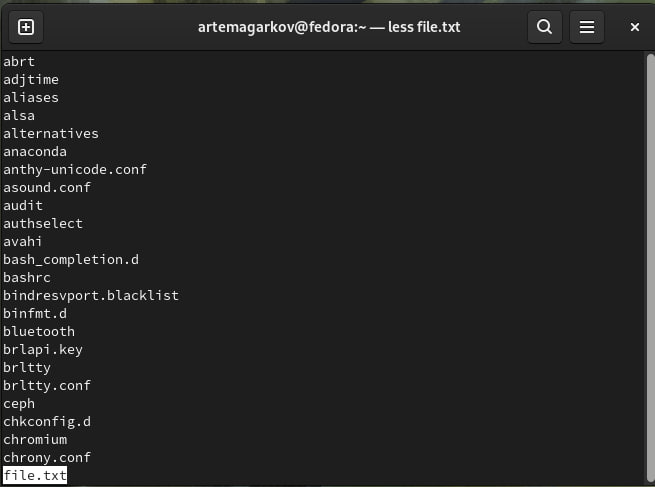 artemagarkov@fedora:~ — less file.txt
abrt
adjtime
aliases
alsa
alternatives
anaconda
anthy-unicode.conf
asound.conf
audit
authselect
avahi
bash_completion.d
bashrc
bindresvport.blacklist
binfmt.d
bluetooth
brlapi.key
brltty
brltty.conf
ceph
chkconfig.d
chromium
chrony.conf
file.txt